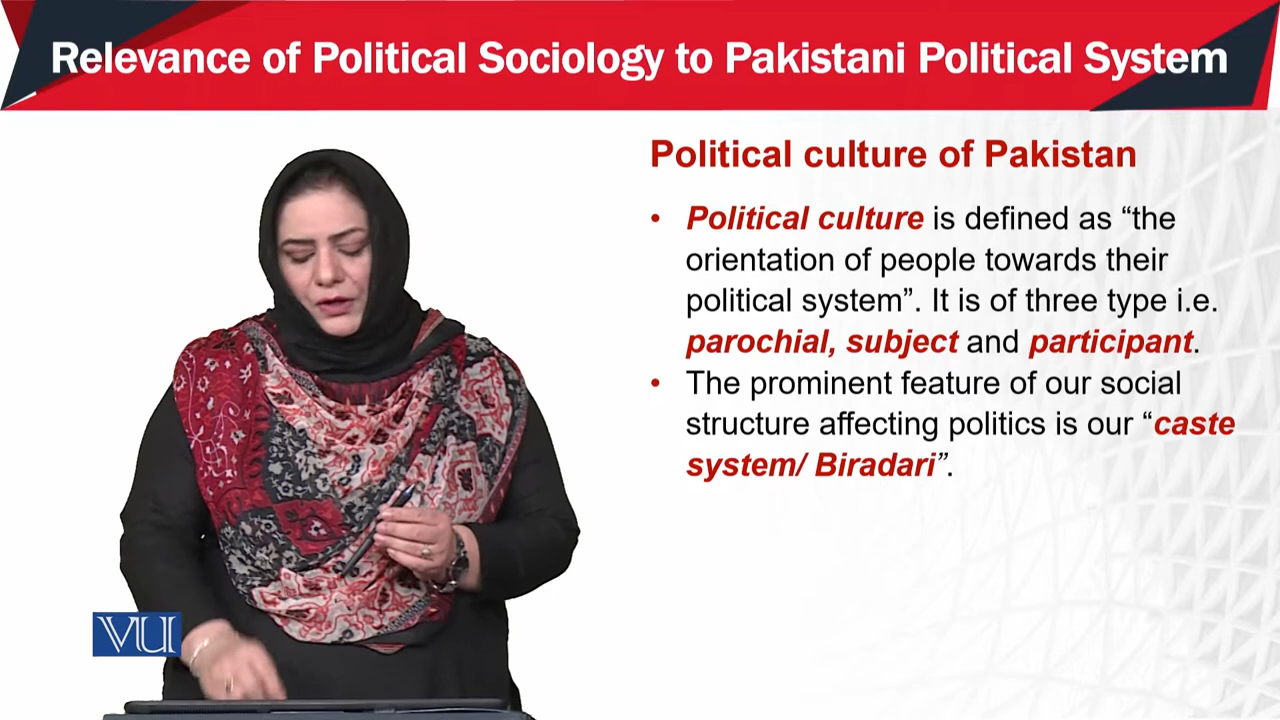 Relevance of Political Sociology to Pakistani Political System
Political culture of Pakistan
• Political culture is defined as “the
orientation of people towards their
political system”. It is of three type i.e.
parochial, subject and participant.
• The prominent feature of our social
structure affecting politics is our “caste
system/ Biradari”.
VU